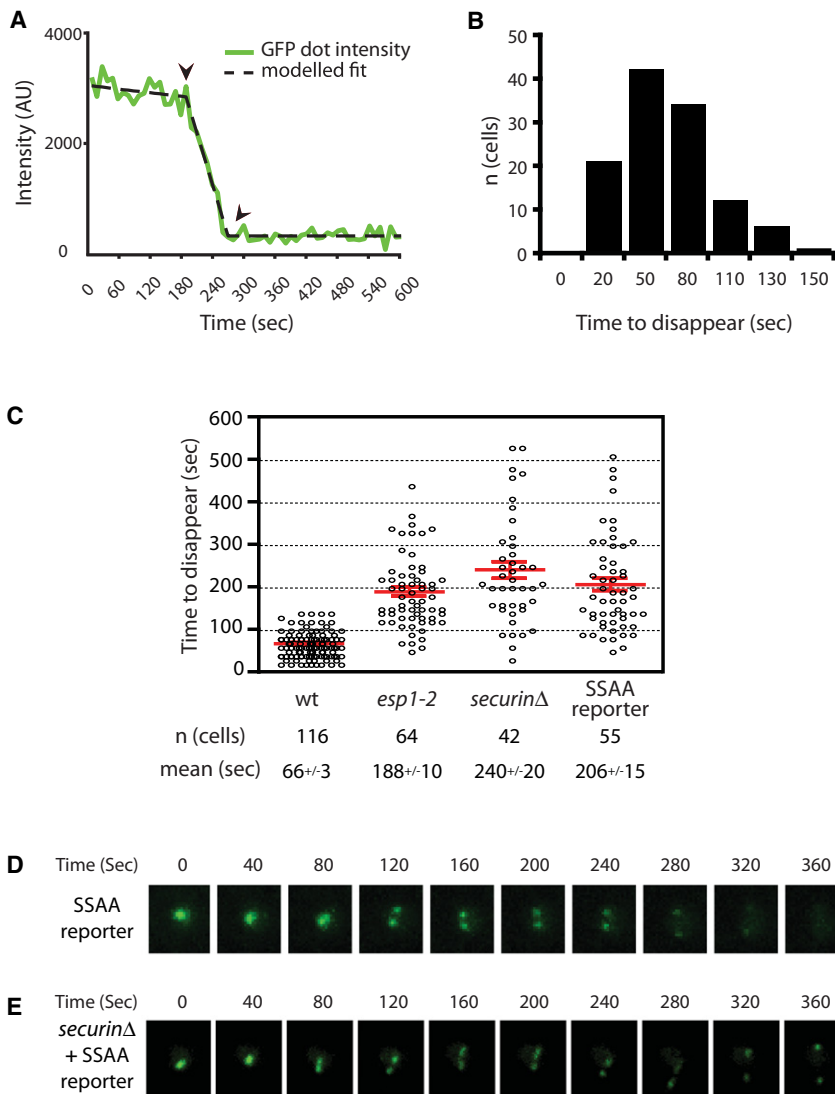 A
4000
2000
0
Intensity (AU)
GFP dot intensity
modelled fit
0 60 120 180 240 300 360 420 480 540 600
Time (sec)
B
50
40
30
20
10
0
n (cells)
0 20 50 80 110 130 150
Time to disappear (sec)
C
600
500
400
300
200
100
0
Time to disappear (sec)
wt esp1-2 securinΔ SSAA reporter
n (cells) 116 64 42 55
mean (sec) 66+/-3 188+/-10 240+/-20 206+/-15
D
Time (Sec) 0 40 80 120 160 200 240 280 320 360
SSAA
reporter
E
Time (Sec) 0 40 80 120 160 200 240 280 320 360
securinΔ
+ SSAA
reporter